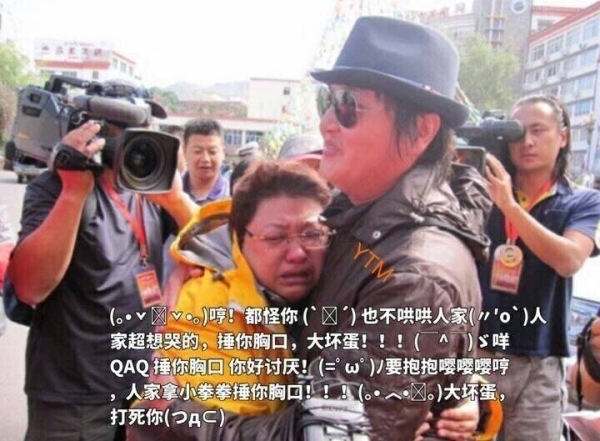 YTM
(｡•ˇ‸ˇ•｡)哼！都怪你 (`‸´) 也不哄哄人家(〃′o`)人
家超想哭的，捶你胸口，大坏蛋！！！(￣^￣)ゞ咩
QAQ 捶你胸口 你好讨厌！(=ﾟωﾟ)ﾉ要抱抱嘤嘤嘤哼
，人家拿小拳拳捶你胸口！！！(｡• ︿•̀｡)大坏蛋，
打死你(つд⊂)